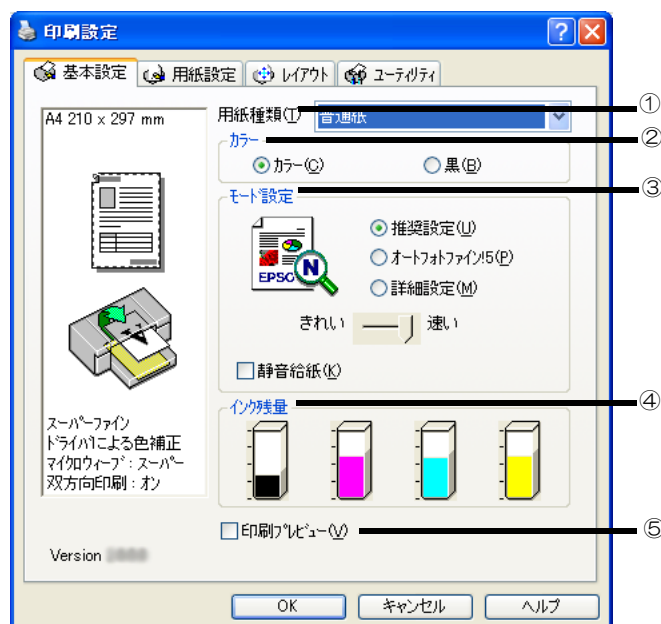 印刷設定
基本設定 用紙設定 レイアウト ユーティリティ
A4 210 x 297 mm
用紙種類(T) 普通紙 ①
カラー ②
カラー(C) 黒(B)
モード設定 ③
推奨設定(U)
オートフォトファイン!5(P)
詳細設定(M)
EPSO N
きれい 速い
静音給紙(K)
インク残量 ④
スーパーファイン
ドライバによる色補正
マイクロウィーブ:スーパー
双方向印刷:オン
印刷プレビュー(V) ⑤
Version
OK キャンセル ヘルプ